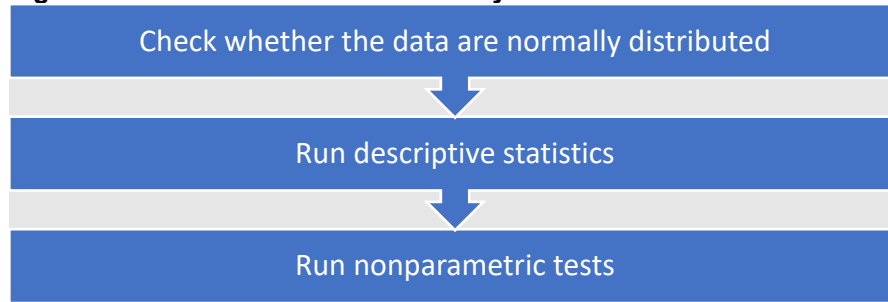 Check whether the data are normally distributed
Run descriptive statistics
Run nonparametric tests